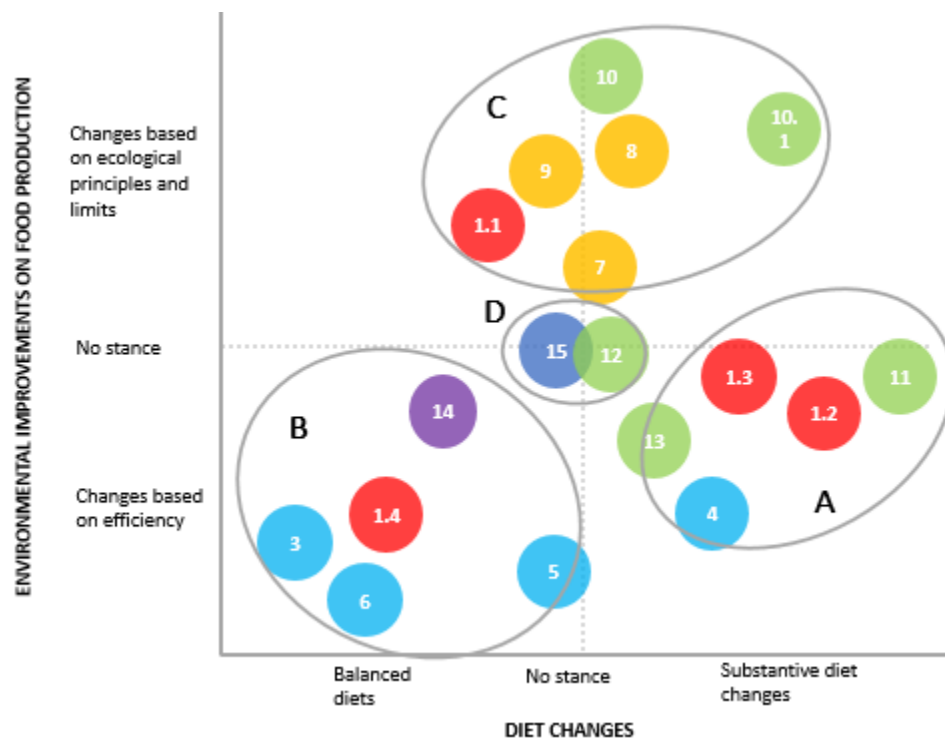 ENVIRONMENTAL IMPROVEMENTS ON FOOD PRODUCTION
Changes based
on ecological
principles and
limits
No stance
Changes based
on efficiency
C
10
10.
1
8
9
1.1
7
D
15
12
1.3
11
1.2
13
4
A
B
14
1.4
3
5
6
Balanced
diets
No stance
Substantive diet
changes
DIET CHANGES